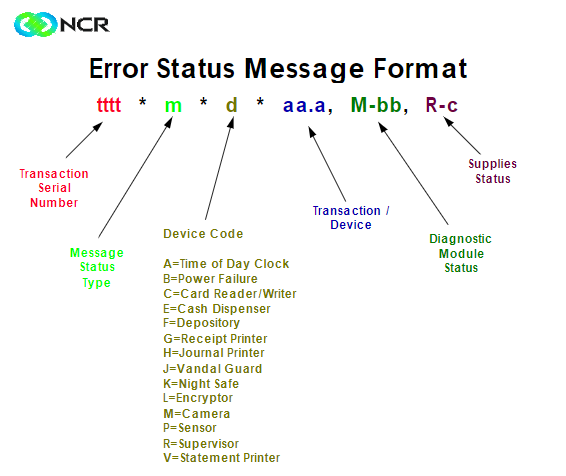 NCR
Error Status Message Format
tttt * m * d * aa.a, M-bb, R-c
Transaction
Serial
Number
Message
Status
Type
Device Code
A=Time of Day Clock
B=Power Failure
C=Card Reader/Writer
E=Cash Dispenser
F=Depository
G=Receipt Printer
H=Journal Printer
J=Vandal Guard
K=Night Safe
L=Encryptor
M=Camera
P=Sensor
R=Supervisor
V=Statement Printer
Transaction /
Device
Diagnostic
Module
Status
Supplies
Status